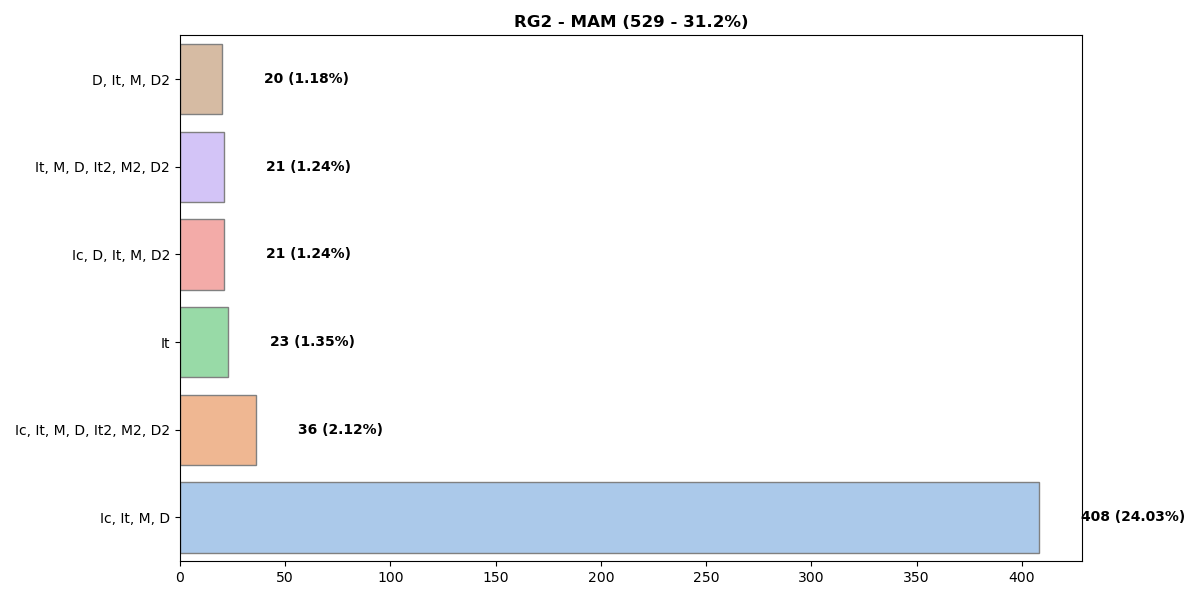 RG2 - MAM (529 - 31.2%)
D, It, M, D2
20 (1.18%)
It, M, D, It2, M2, D2
21 (1.24%)
Ic, D, It, M, D2
21 (1.24%)
It
23 (1.35%)
Ic, It, M, D, It2, M2, D2
36 (2.12%)
Ic, It, M, D
408 (24.03%)
0 50 100 150 200 250 300 350 400